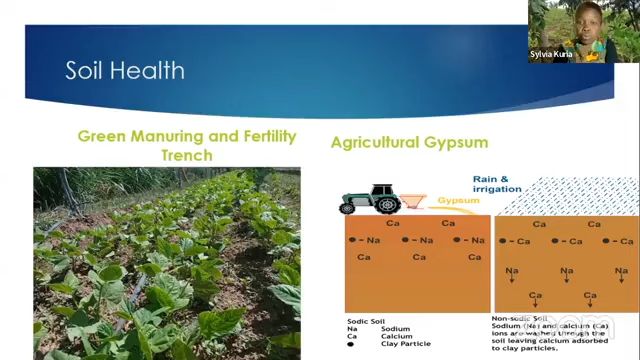 Sylvia Kuria
Soil Health
Green Manuring and Fertility
Trench
Agricultural Gypsum
Rain &
irrigation
Gypsum
Ca Ca
- Na - Na - Na
Ca Ca Ca
Ca Ca
- Ca - Ca - Ca
Na Na Na
Ca Ca
Sodic Soil
Na Sodium
Ca Calcium
● Clay Particle
Non-sodic Soil
Sodium (Na) and calcium (Ca)
ions are washed through the
soil leaving calcium adsorbed
to clay particles.